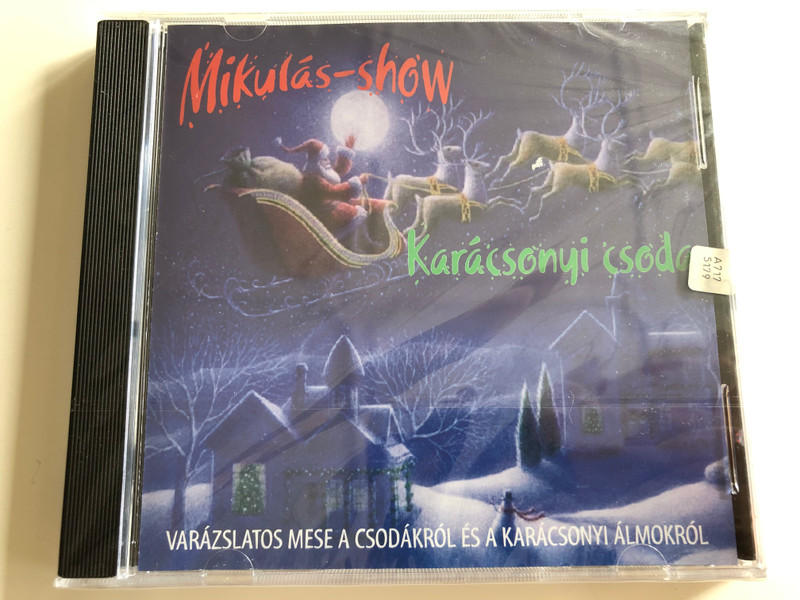 Mikulás-show
Karácsonyi csoda
A717
5179
VARÁZSLATOS MESE A CSODÁKRÓL ÉS A KARÁCSONYI ÁLMOKRÓL